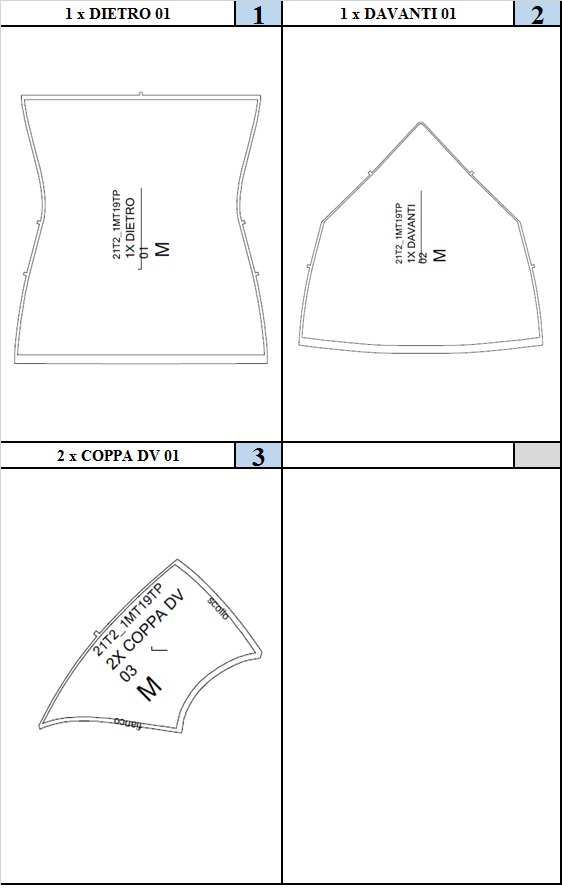 1 x DIETRO 01
1
1 x DAVANTI 01
2
21T2_1MT19TP
1X DIETRO
01
M
21T2_1MT19TP
1X DAVANTI
02
M
2 x COPPA DV 01
3
21T2_1MT19TP
2X COPPA DV
03
M
scollo
fianco